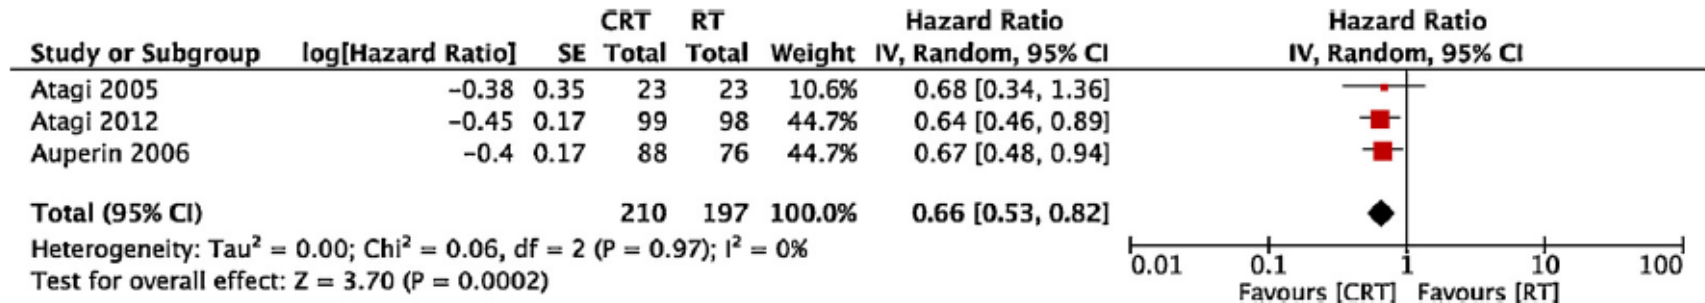 CRT RT Hazard Ratio Hazard Ratio
Study or Subgroup log[Hazard Ratio] SE Total Total Weight IV, Random, 95% CI IV, Random, 95% CI
Atagi 2005 −0.38 0.35 23 23 10.6% 0.68 [0.34, 1.36]
Atagi 2012 −0.45 0.17 99 98 44.7% 0.64 [0.46, 0.89]
Auperin 2006 −0.4 0.17 88 76 44.7% 0.67 [0.48, 0.94]
Total (95% CI) 210 197 100.0% 0.66 [0.53, 0.82]
Heterogeneity: Tau² = 0.00; Chi² = 0.06, df = 2 (P = 0.97); I² = 0%
Test for overall effect: Z = 3.70 (P = 0.0002)
0.01 0.1 1 10 100
Favours [CRT] Favours [RT]